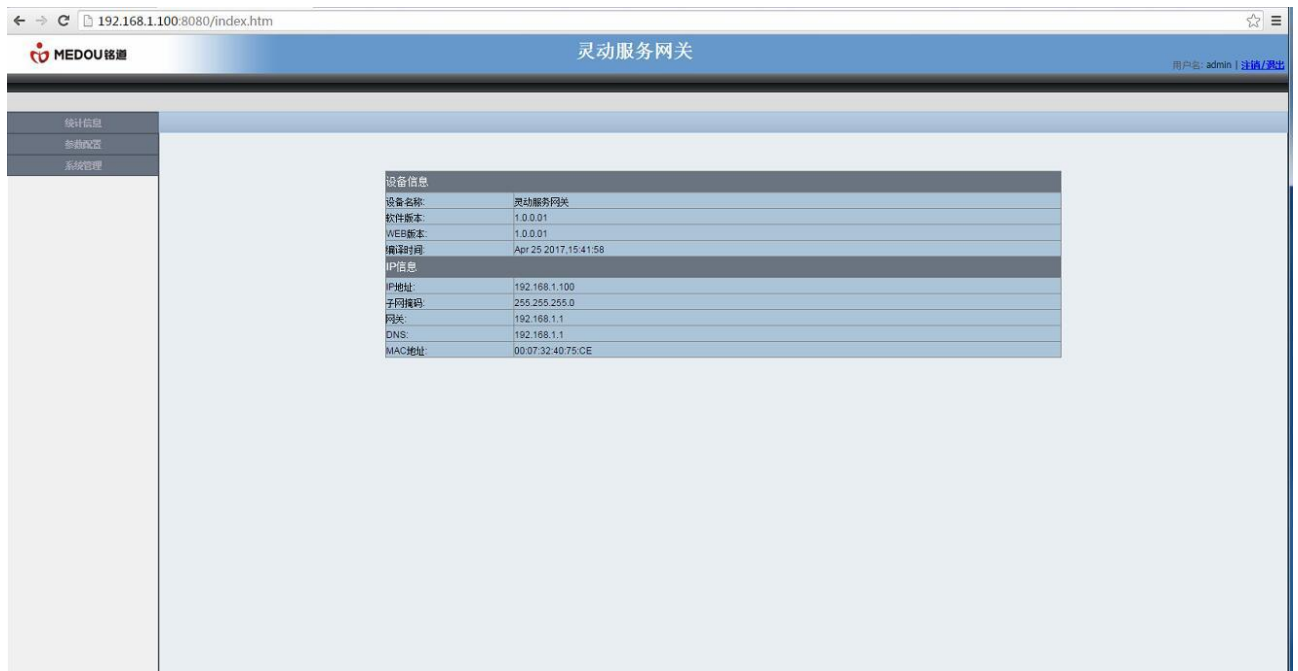 192.168.1.100:8080/index.htm
MEDOU铭道
灵动服务网关
用户名: admin | 注销/退出
统计信息
参数配置
系统管理
设备信息
设备名称: 灵动服务网关
软件版本: 1.0.0.01
WEB版本: 1.0.0.01
编译时间: Apr 25 2017,15:41:58
IP信息
IP地址: 192.168.1.100
子网掩码: 255.255.255.0
网关: 192.168.1.1
DNS: 192.168.1.1
MAC地址: 00:07:32:40:75:CE